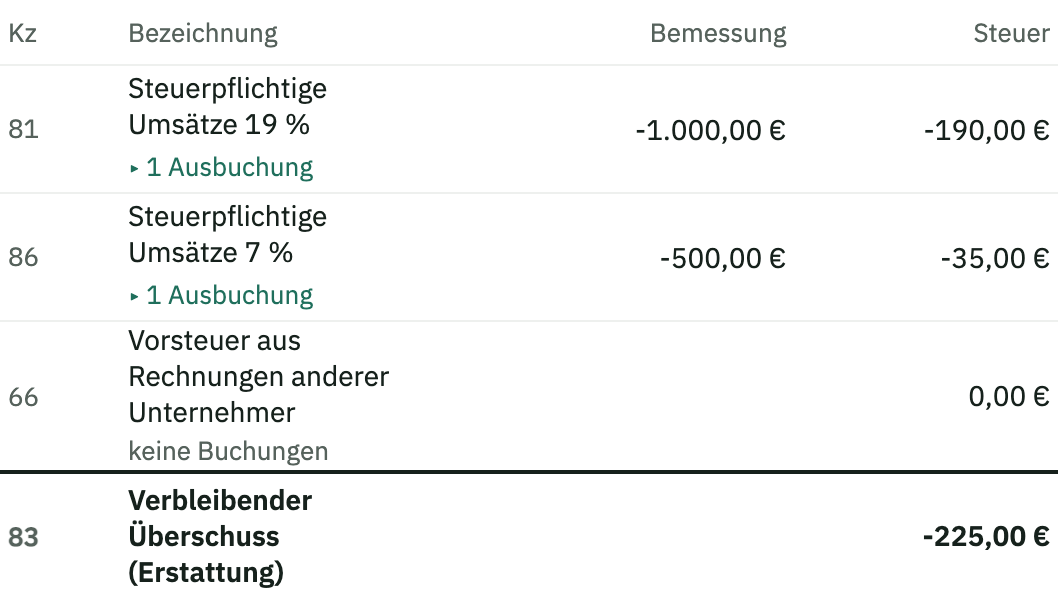 Kz Bezeichnung Bemessung Steuer
Steuerpflichtige
81 Umsätze 19 % -1.000,00 € -190,00 €
▸ 1 Ausbuchung
Steuerpflichtige
86 Umsätze 7 % -500,00 € -35,00 €
▸ 1 Ausbuchung
Vorsteuer aus
Rechnungen anderer
66 Unternehmer 0,00 €
keine Buchungen
Verbleibender
83 Überschuss -225,00 €
(Erstattung)